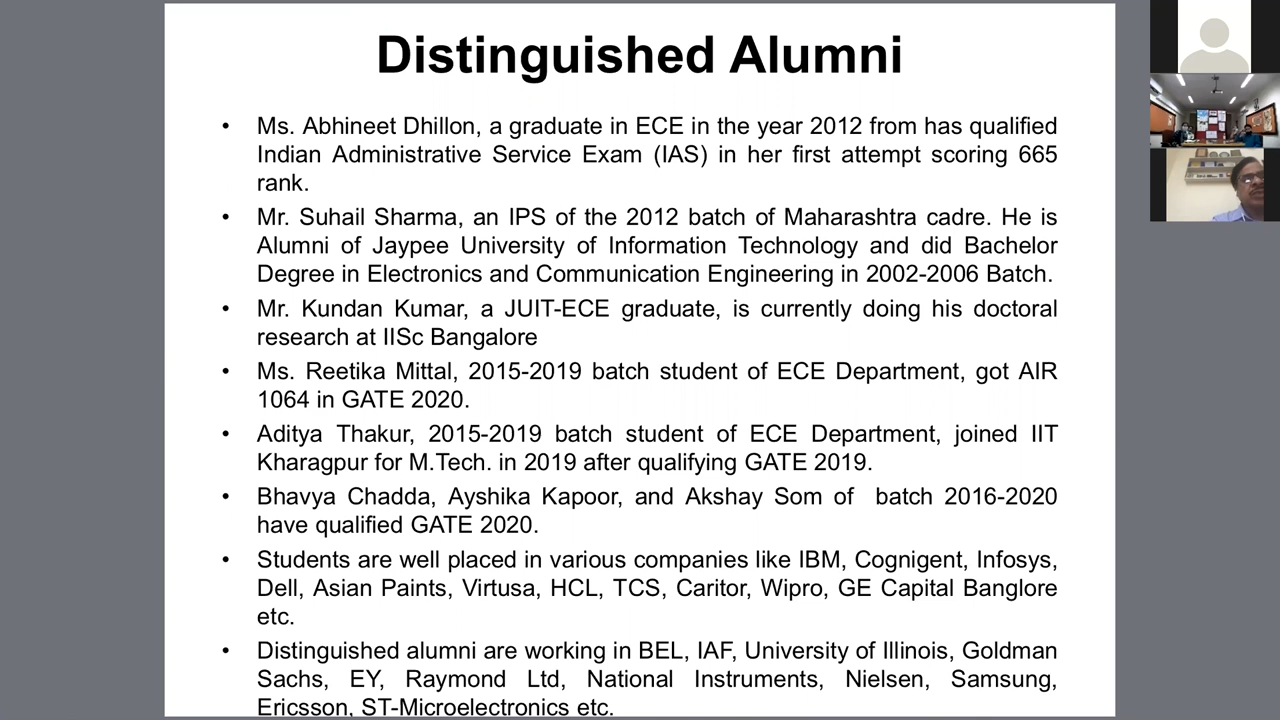 Distinguished Alumni
• Ms. Abhineet Dhillon, a graduate in ECE in the year 2012 from has qualified
Indian Administrative Service Exam (IAS) in her first attempt scoring 665
rank.
• Mr. Suhail Sharma, an IPS of the 2012 batch of Maharashtra cadre. He is
Alumni of Jaypee University of Information Technology and did Bachelor
Degree in Electronics and Communication Engineering in 2002-2006 Batch.
• Mr. Kundan Kumar, a JUIT-ECE graduate, is currently doing his doctoral
research at IISc Bangalore
• Ms. Reetika Mittal, 2015-2019 batch student of ECE Department, got AIR
1064 in GATE 2020.
• Aditya Thakur, 2015-2019 batch student of ECE Department, joined IIT
Kharagpur for M.Tech. in 2019 after qualifying GATE 2019.
• Bhavya Chadda, Ayshika Kapoor, and Akshay Som of batch 2016-2020
have qualified GATE 2020.
• Students are well placed in various companies like IBM, Cognigent, Infosys,
Dell, Asian Paints, Virtusa, HCL, TCS, Caritor, Wipro, GE Capital Banglore
etc.
• Distinguished alumni are working in BEL, IAF, University of Illinois, Goldman
Sachs, EY, Raymond Ltd, National Instruments, Nielsen, Samsung,
Ericsson, ST-Microelectronics etc.